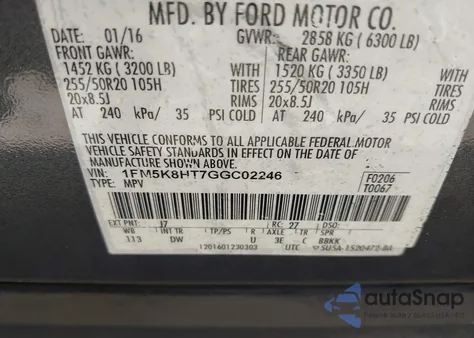 MFD. BY FORD MOTOR CO.
DATE: 01/16 GVWR: 2858 KG ( 6300 LB)
FRONT GAWR: REAR GAWR:
1452 KG ( 3200 LB) WITH 1520 KG ( 3350 LB) WITH
255/50R20 105H TIRES 255/50R20 105H TIRES
20x8.5J RIMS 20x8.5J RIMS
AT 240 kPa/ 35 PSI COLD AT 240 kPa/ 35 PSI COLD
THIS VEHICLE CONFORMS TO ALL APPLICABLE FEDERAL MOTOR
VEHICLE SAFETY STANDARDS IN EFFECT ON THE DATE OF
MANUFACTURE SHOWN ABOVE.
VIN: 1FM5K8HT7GGC02246 F0206
TYPE: MPV T0067
EXT PNT: J7 RC: 27 DSO:
WB INT TR TP/PS R AXLE TR SPR
113 DW U 3E C BBKK
1201601230303 UTC
autoSnap